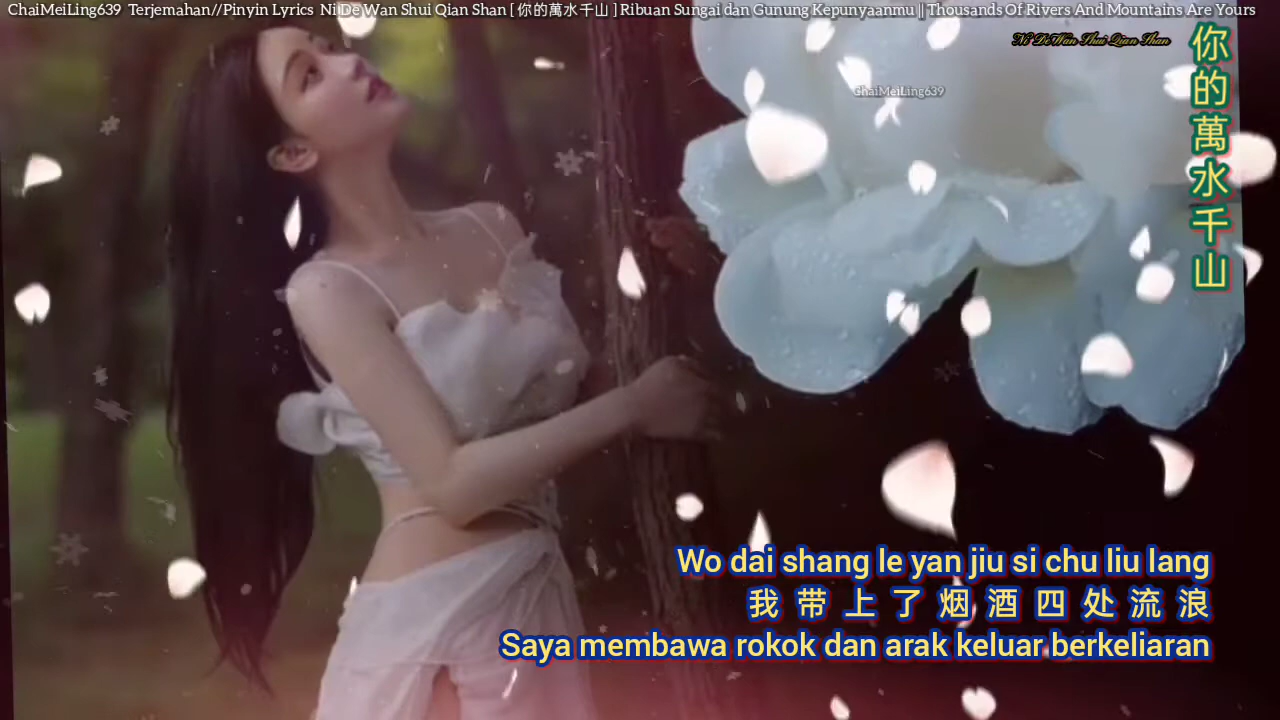 ChaiMeiLing639 Terjemahan//Pinyin Lyrics Ni De Wan Shui Qian Shan [ 你的萬水千山 ] Ribuan Sungai dan Gunung Kepunyaanmu || Thousands Of Rivers And Mountains Are Yours
Ni De Wan Shui Qian Shan
你的萬水千山
ChaiMeiLing639
Wo dai shang le yan jiu si chu liu lang
我 带 上 了 烟 酒 四 处 流 浪
Saya membawa rokok dan arak keluar berkeliaran